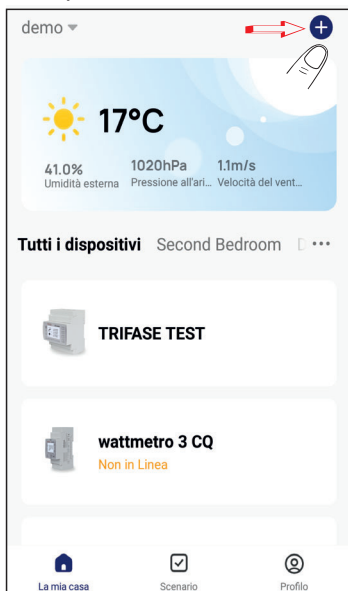 demo
17°C
41.0% 1020hPa 1.1m/s
Umidità esterna Pressione all'ari... Velocità del vent...
Tutti i dispositivi Second Bedroom
TRIFASE TEST
wattmetro 3 CQ
Non in Linea
La mia casa Scenario Profilo